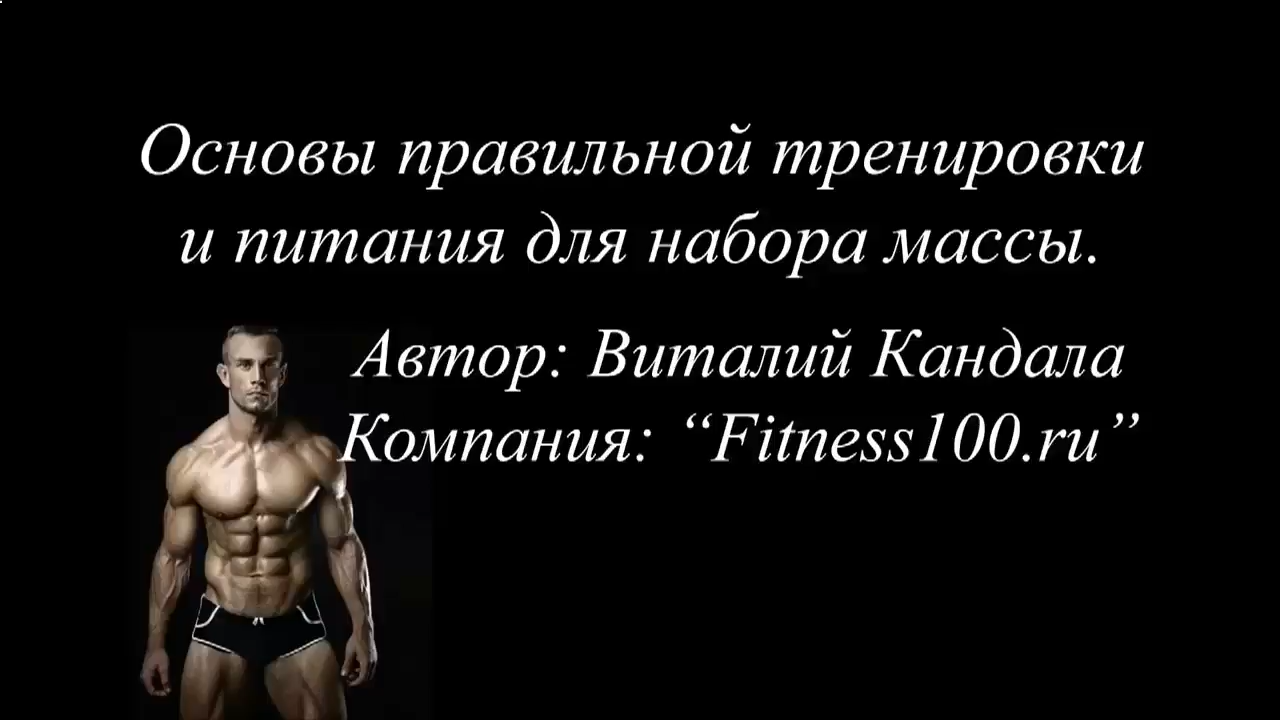 Основы правильной тренировки
и питания для набора массы.
Автор: Виталий Кандала
Компания: “Fitness100.ru”